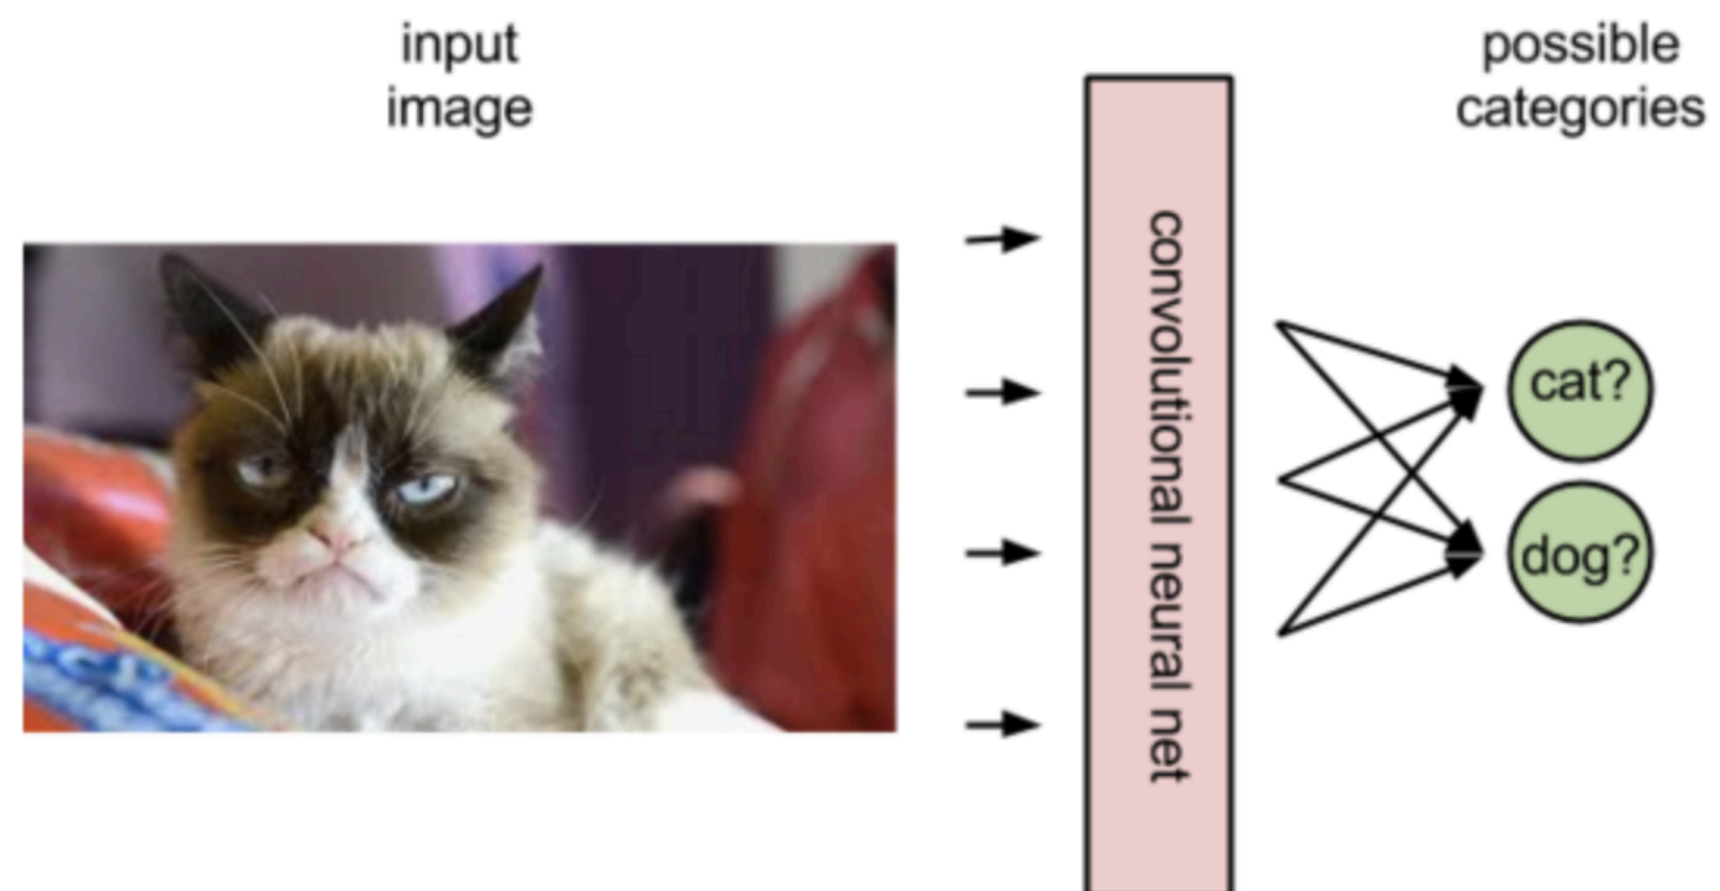 input
image
possible
categories
convolutional neural net
cat?
dog?